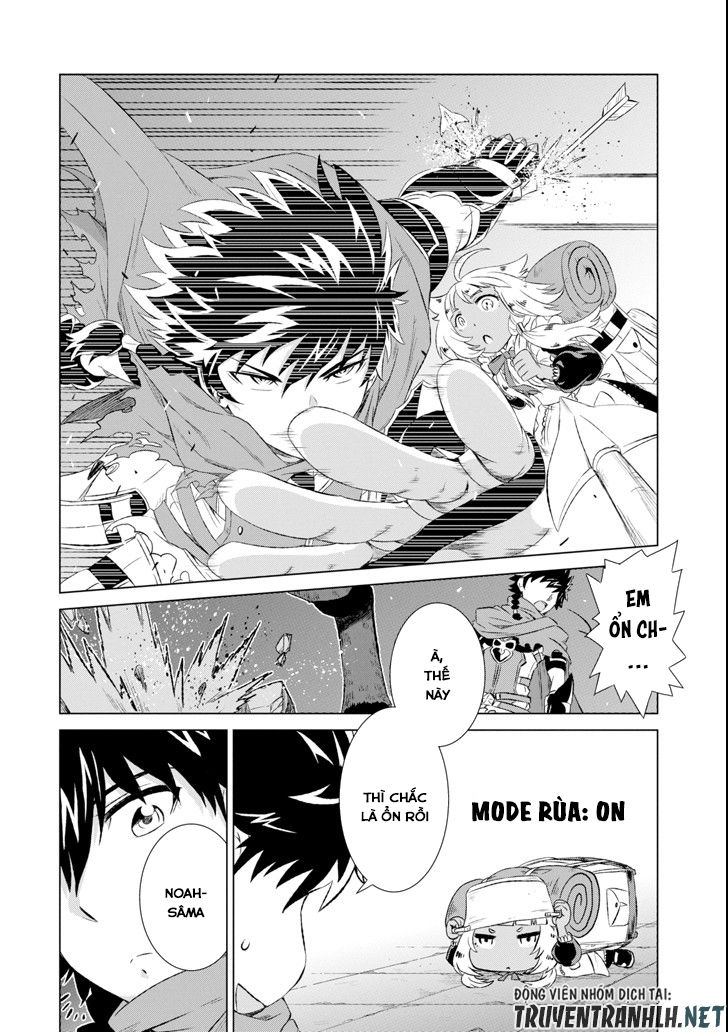 EM
ỔN CH-
...
À,
THẾ
NÀY
THÌ CHẮC
LÀ ỔN RỒI
MODE RÙA: ON
NOAH-
SÂMA
ĐỘNG VIÊN NHÓM DỊCH TẠI:
TRUYENTRANHLH.NET